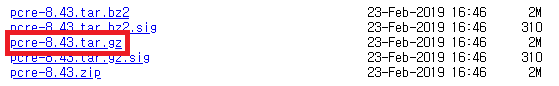 pcre-8.43.tar.bz2 23-Feb-2019 16:46 2M
pcre-8.43.tar.bz2.sig 23-Feb-2019 16:46 310
pcre-8.43.tar.gz 23-Feb-2019 16:46 2M
pcre-8.43.tar.gz.sig 23-Feb-2019 16:46 310
pcre-8.43.zip 23-Feb-2019 16:46 2M